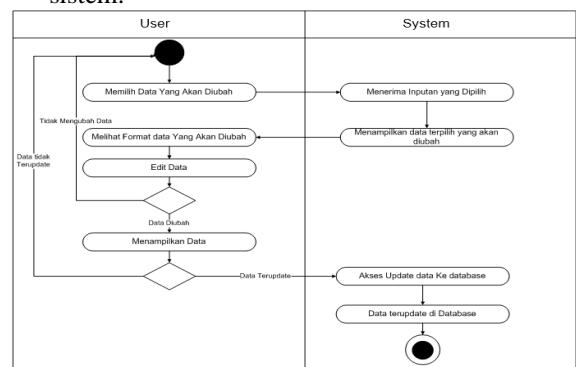 sistem.
User
System
Memilih Data Yang Akan Diubah
Menerima Inputan yang Dipilih
Tidak Mengubah Data
Melihat Format data Yang Akan Diubah
Menampilkan data terpilih yang akan
diubah
Data tidak
Terupdate
Edit Data
Data Diubah
Menampilkan Data
Data Terupdate
Akses Update data Ke database
Data terupdate di Database